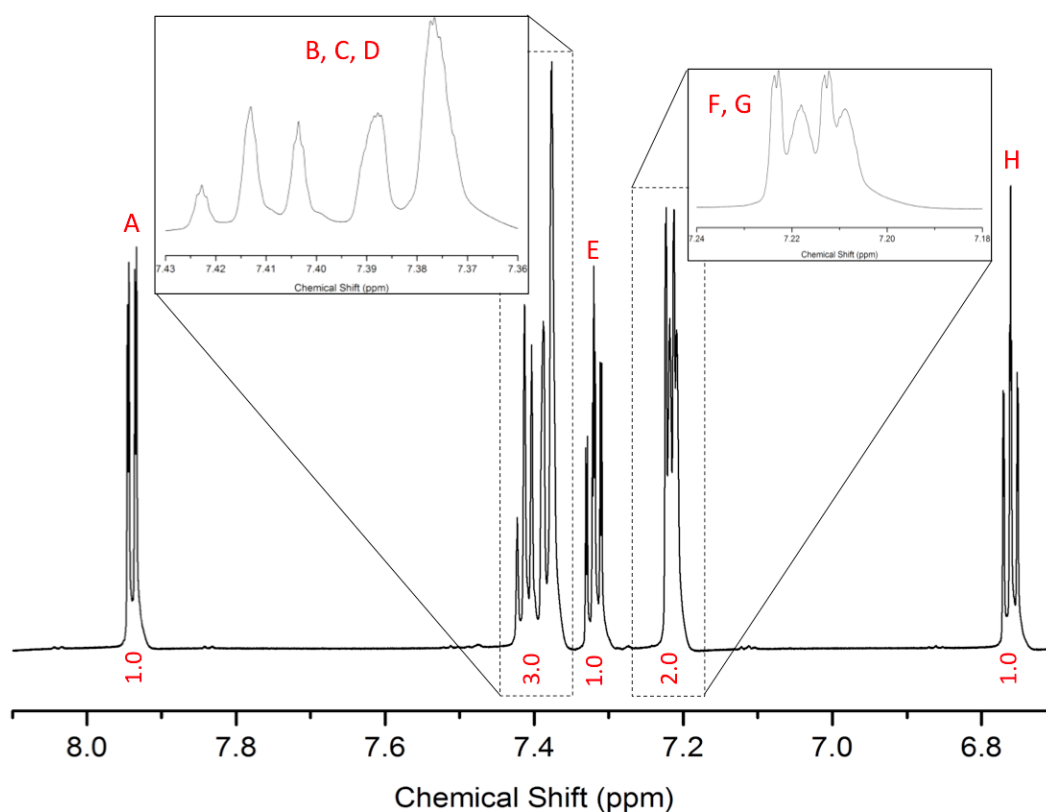 B, C, D
7.43 7.42 7.41 7.40 7.39 7.38 7.37 7.36
Chemical Shift (ppm)
F, G
7.24 7.22 7.20 7.18
Chemical Shift (ppm)
A
E
H
1.0 3.0 1.0 2.0 1.0
8.0 7.8 7.6 7.4 7.2 7.0 6.8
Chemical Shift (ppm)